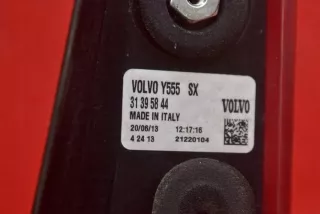 VOLVO Y555 SX
31 39 58 44
VOLVO
MADE IN ITALY
20/06/13 12:17:16
4 24 13 21220104